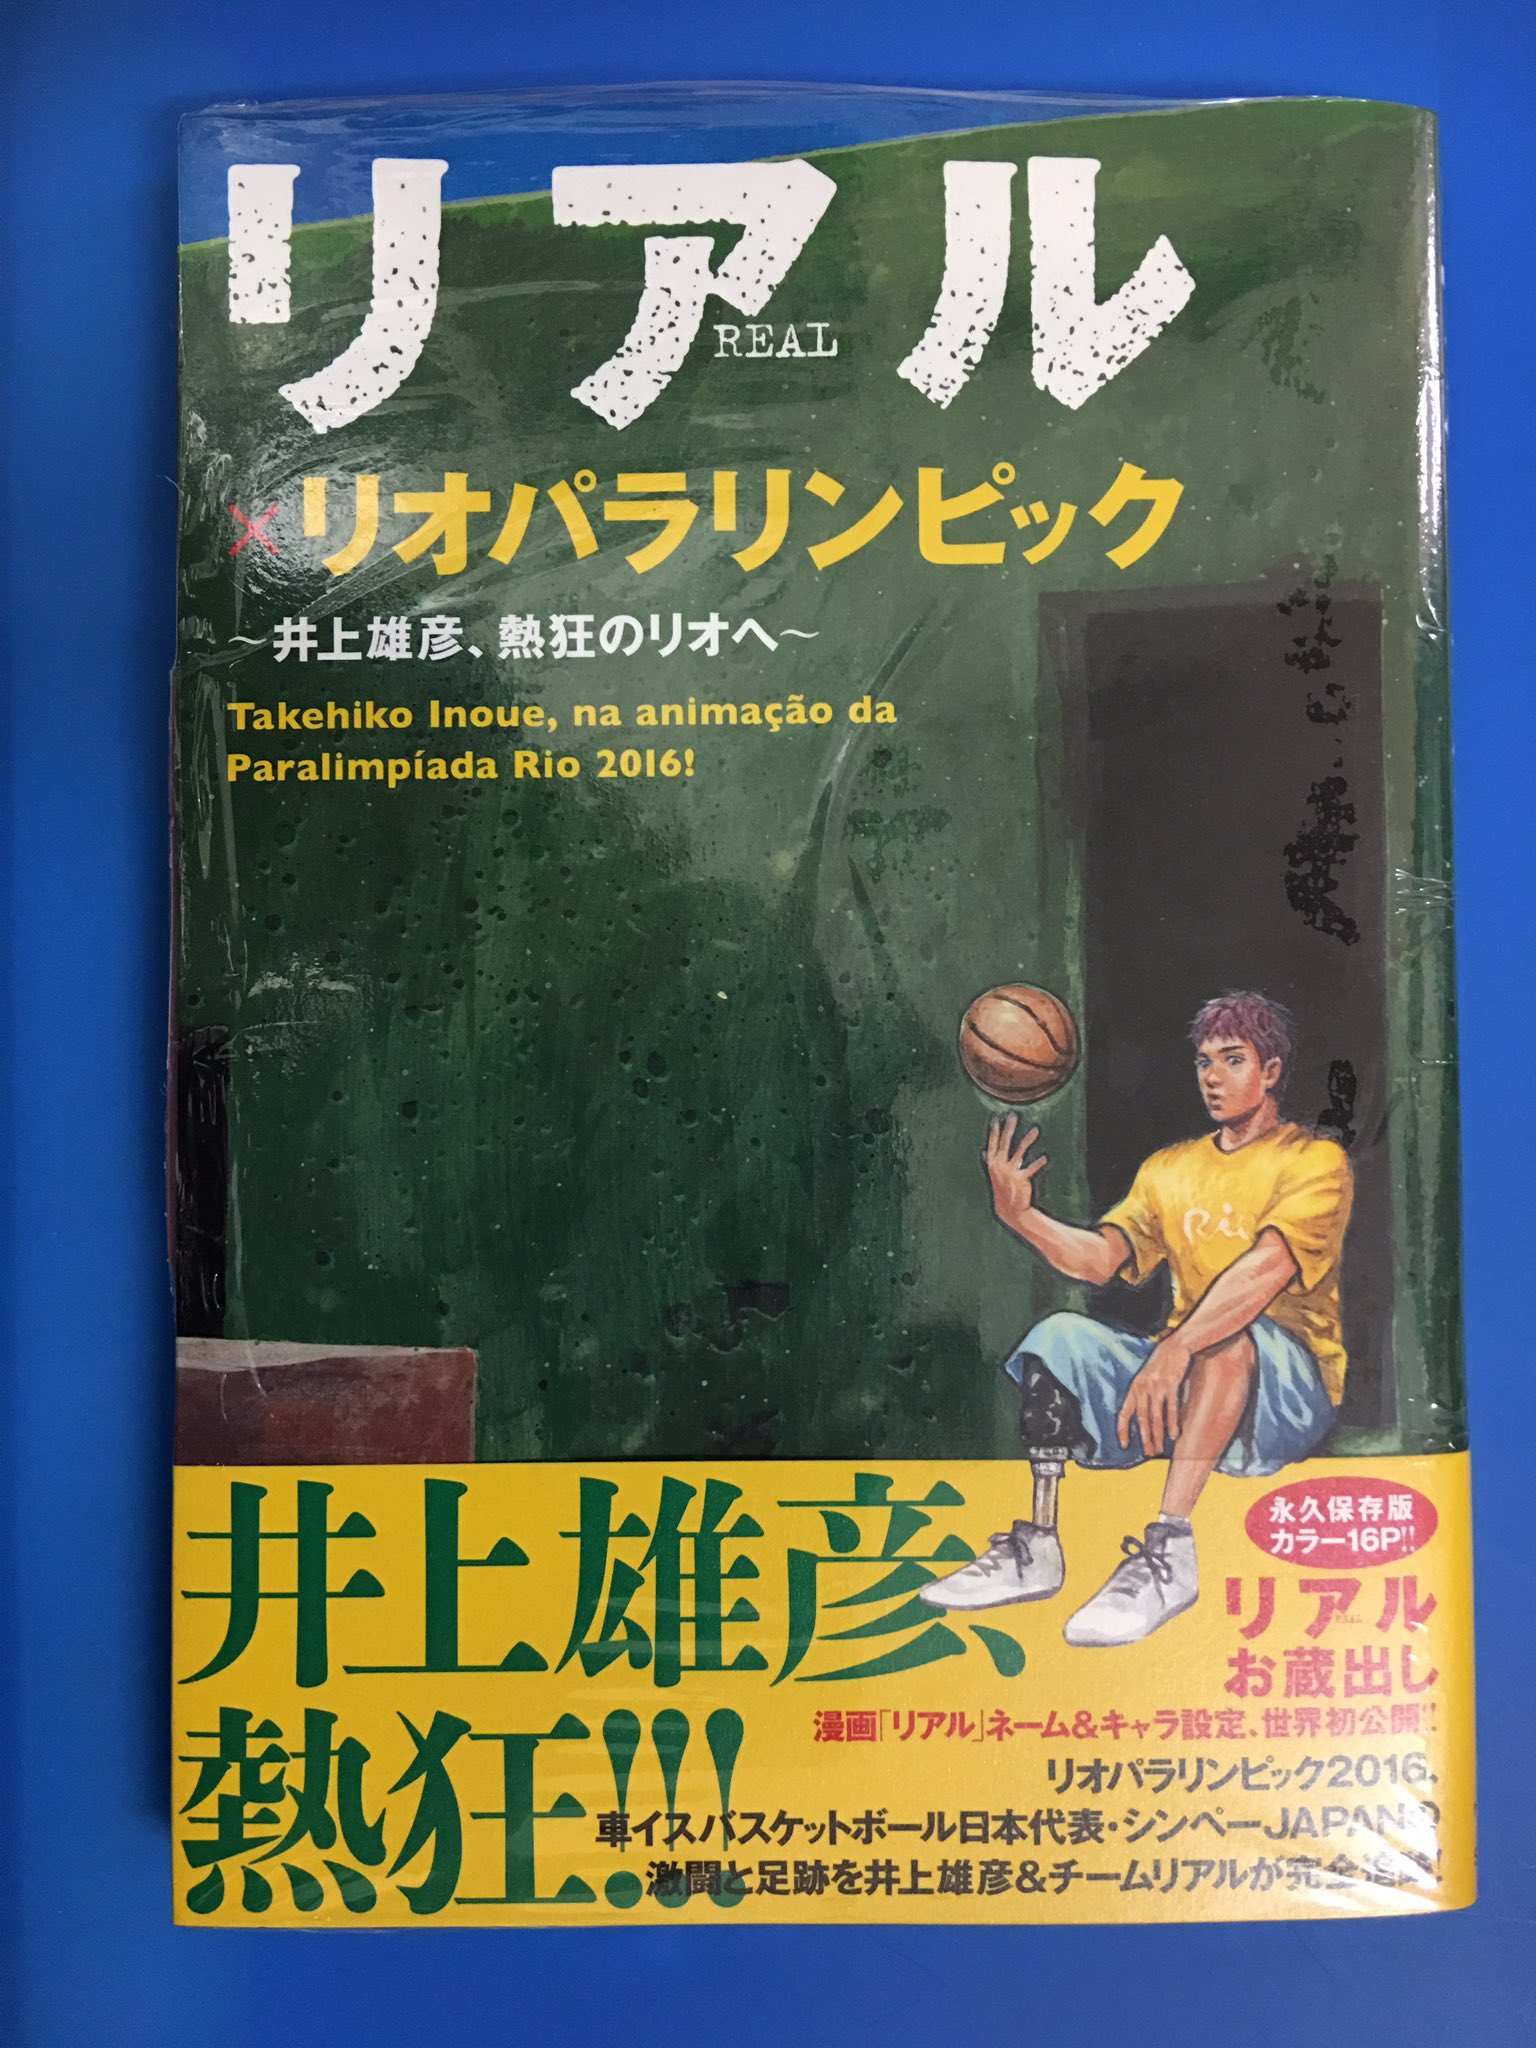 リアル
REAL
×リオパラリンピック
～井上雄彦、熱狂のリオへ～
Takehiko Inoue, na animação da
Paralimpíada Rio 2016!
Rio
井上雄彦、
熱狂!!!
永久保存版
カラー16P!!
リアル
REAL
お蔵出し
漫画「リアル」ネーム&キャラ設定、世界初公開!!
リオパラリンピック2016、
車イスバスケットボール日本代表・シンペーJAPANの
激闘と足跡を井上雄彦&チームリアルが完全追跡!